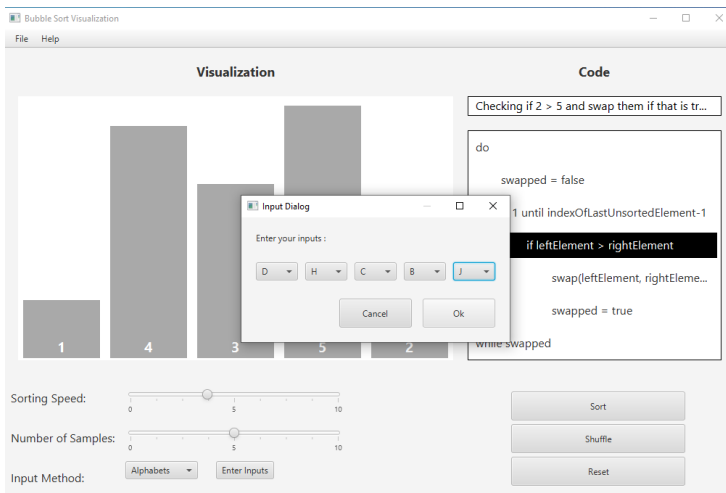 Bubble Sort Visualization
File Help
Visualization
Code
Checking if 2 > 5 and swap them if that is tr...
do
swapped = false
1 until indexOfLastUnsortedElement-1
if leftElement > rightElement
swap(leftElement, rightEleme...
swapped = true
while swapped
Input Dialog
Enter your inputs :
D H C B J
Cancel Ok
1 4 3 5 2
Sorting Speed:
0 5 10
Number of Samples:
0 5 10
Input Method:
Alphabets
Enter Inputs
Sort
Shuffle
Reset